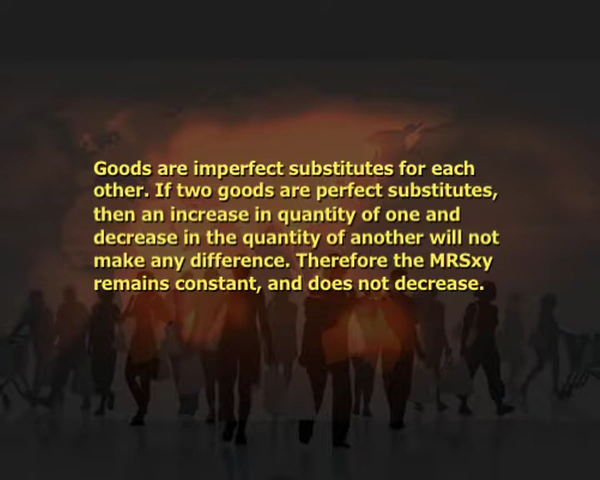 Goods are imperfect substitutes for each
other. If two goods are perfect substitutes,
then an increase in quantity of one and
decrease in the quantity of another will not
make any difference. Therefore the MRSxy
remains constant, and does not decrease.